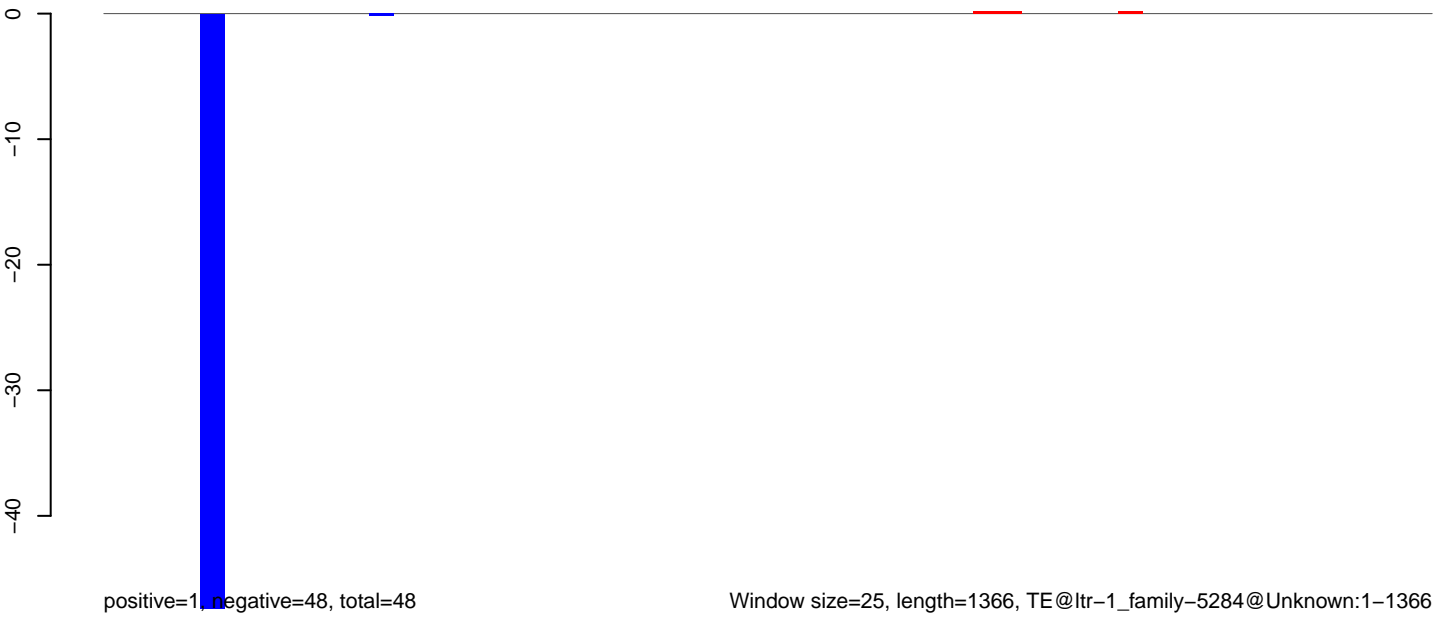 0
−10
−20
−30
−40
positive=1, negative=48, total=48
Window size=25, length=1366, TE@ltr−1_family−5284@Unknown:1−1366